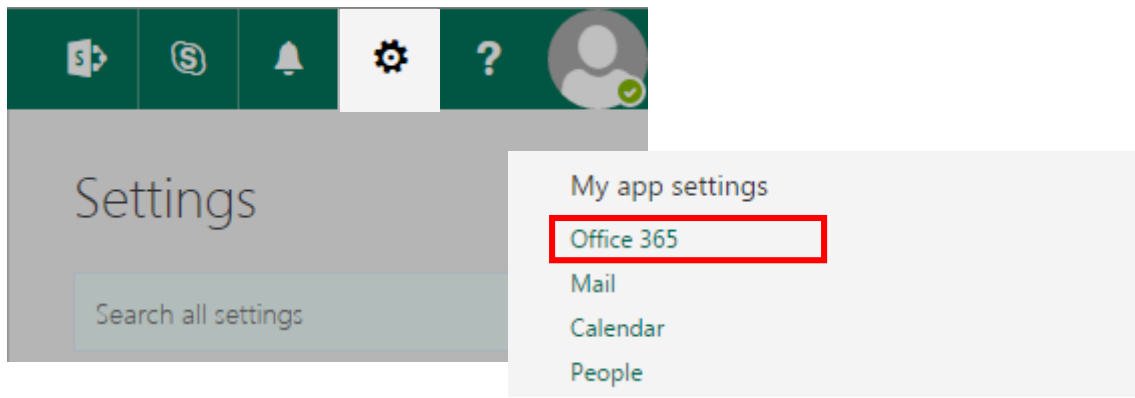 S
S
?
Settings
Search all settings
My app settings
Office 365
Mail
Calendar
People